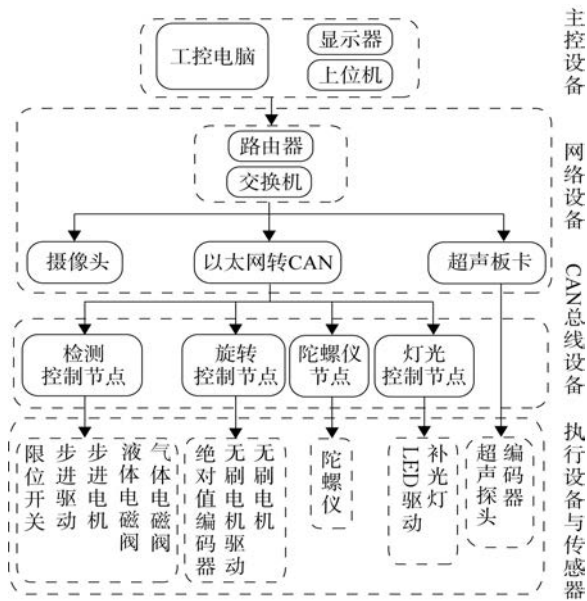 工控电脑
显示器
上位机
主控设备
路由器
交换机
网络设备
摄像头
以太网转CAN
超声板卡
检测
控制节点
旋转
控制节点
陀螺仪
节点
灯光
控制节点
CAN总线设备
限位开关
步进驱动
步进电机
液体电磁阀
气体电磁阀
绝对值编码器
无刷电机驱动
无刷电机
陀螺仪
LED驱动
补光灯
超声探头
编码器
执行设备与传感器